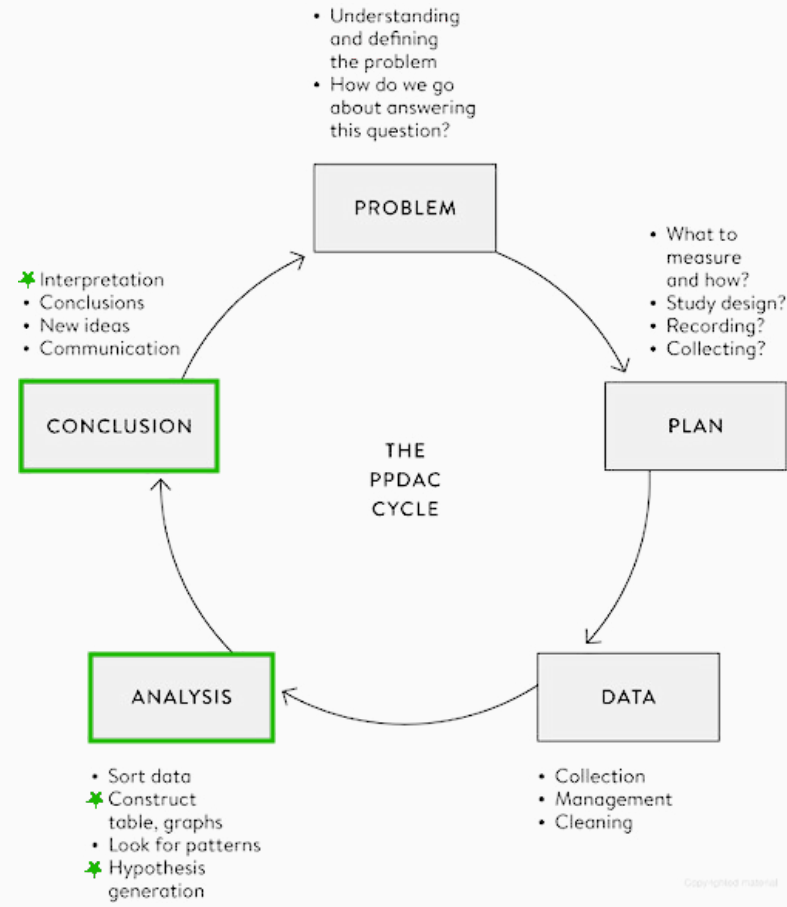 • Understanding
and defining
the problem
• How do we go
about answering
this question?
PROBLEM
• What to
measure
and how?
• Study design?
• Recording?
• Collecting?
PLAN
• Collection
• Management
• Cleaning
DATA
ANALYSIS
• Sort data
Construct
table, graphs
• Look for patterns
Hypothesis
generation
Interpretation
• Conclusions
• New ideas
• Communication
CONCLUSION
THE
PPDAC
CYCLE
Copyrighted material